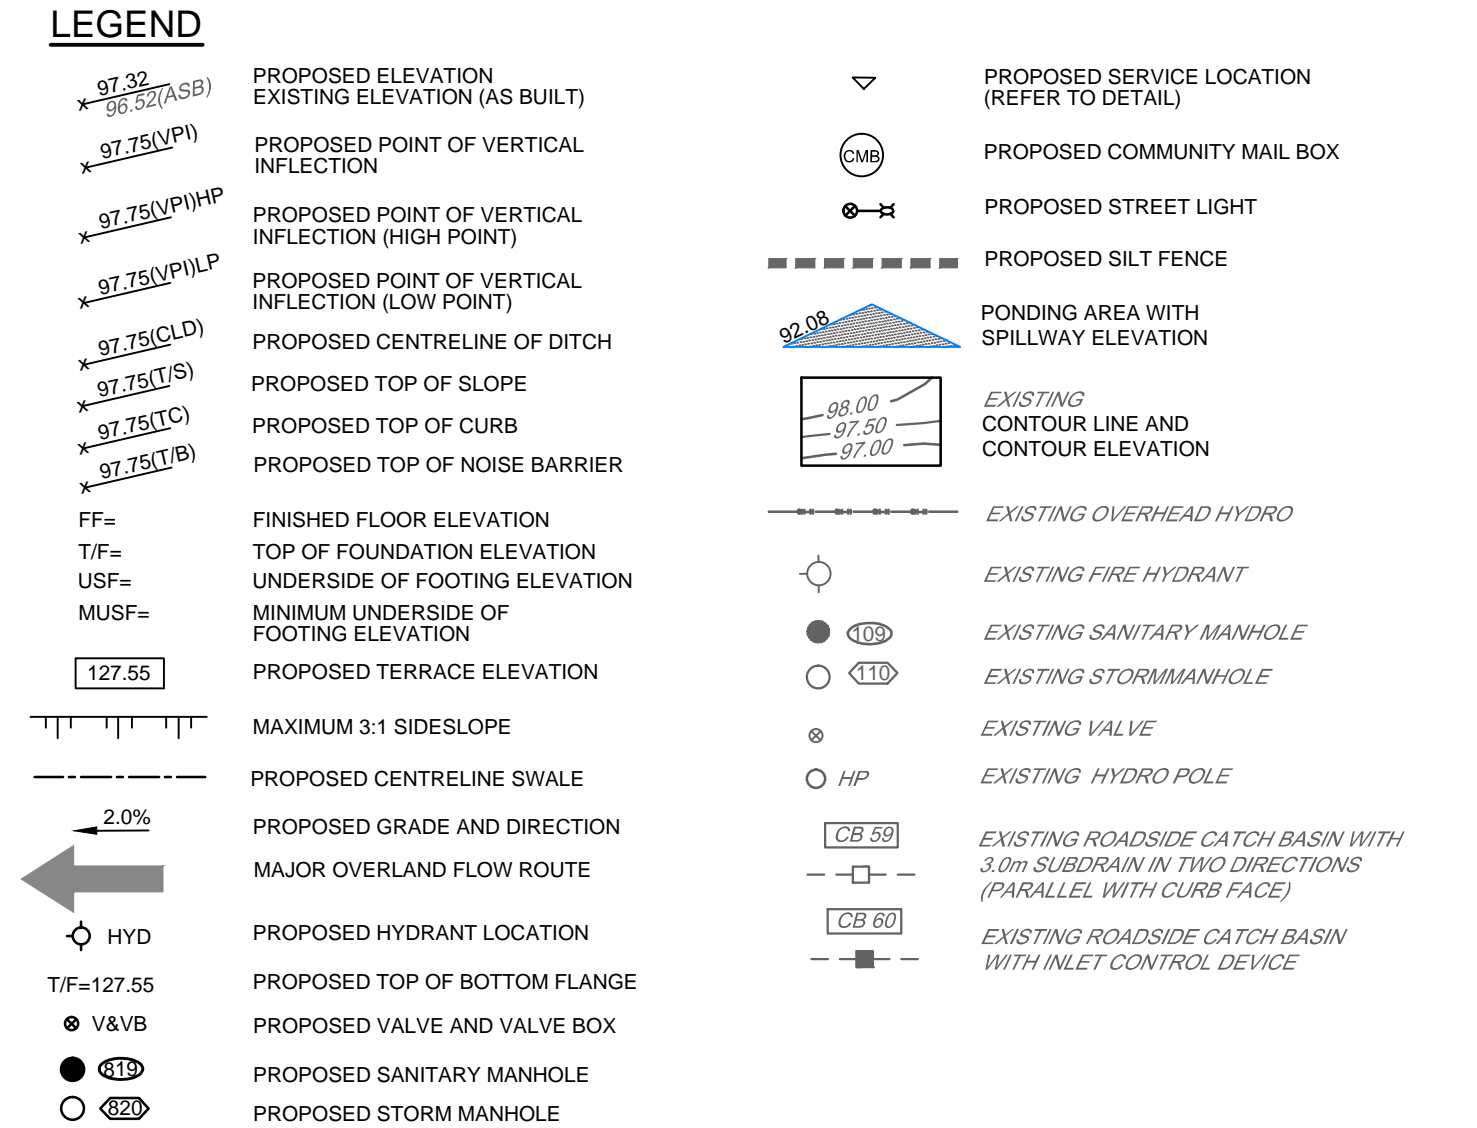 LEGEND
97.32
96.52(ASB)
PROPOSED ELEVATION
EXISTING ELEVATION (AS BUILT)
97.75(VPI)
PROPOSED POINT OF VERTICAL
INFLECTION
97.75(VPI)HP
PROPOSED POINT OF VERTICAL
INFLECTION (HIGH POINT)
97.75(VPI)LP
PROPOSED POINT OF VERTICAL
INFLECTION (LOW POINT)
97.75(CLD)
PROPOSED CENTRELINE OF DITCH
97.75(T/S)
PROPOSED TOP OF SLOPE
97.75(TC)
PROPOSED TOP OF CURB
97.75(T/B)
PROPOSED TOP OF NOISE BARRIER
FF= FINISHED FLOOR ELEVATION
T/F= TOP OF FOUNDATION ELEVATION
USF= UNDERSIDE OF FOOTING ELEVATION
MUSF= MINIMUM UNDERSIDE OF
FOOTING ELEVATION
127.55 PROPOSED TERRACE ELEVATION
MAXIMUM 3:1 SIDESLOPE
PROPOSED CENTRELINE SWALE
2.0% PROPOSED GRADE AND DIRECTION
MAJOR OVERLAND FLOW ROUTE
HYD PROPOSED HYDRANT LOCATION
T/F=127.55 PROPOSED TOP OF BOTTOM FLANGE
V&VB PROPOSED VALVE AND VALVE BOX
819 PROPOSED SANITARY MANHOLE
820 PROPOSED STORM MANHOLE
PROPOSED SERVICE LOCATION
(REFER TO DETAIL)
CMB PROPOSED COMMUNITY MAIL BOX
PROPOSED STREET LIGHT
PROPOSED SILT FENCE
92.08
PONDING AREA WITH
SPILLWAY ELEVATION
98.00
97.50
97.00
EXISTING
CONTOUR LINE AND
CONTOUR ELEVATION
EXISTING OVERHEAD HYDRO
EXISTING FIRE HYDRANT
109 EXISTING SANITARY MANHOLE
110 EXISTING STORMMANHOLE
EXISTING VALVE
HP EXISTING HYDRO POLE
CB 59
EXISTING ROADSIDE CATCH BASIN WITH
3.0m SUBDRAIN IN TWO DIRECTIONS
(PARALLEL WITH CURB FACE)
CB 60
EXISTING ROADSIDE CATCH BASIN
WITH INLET CONTROL DEVICE